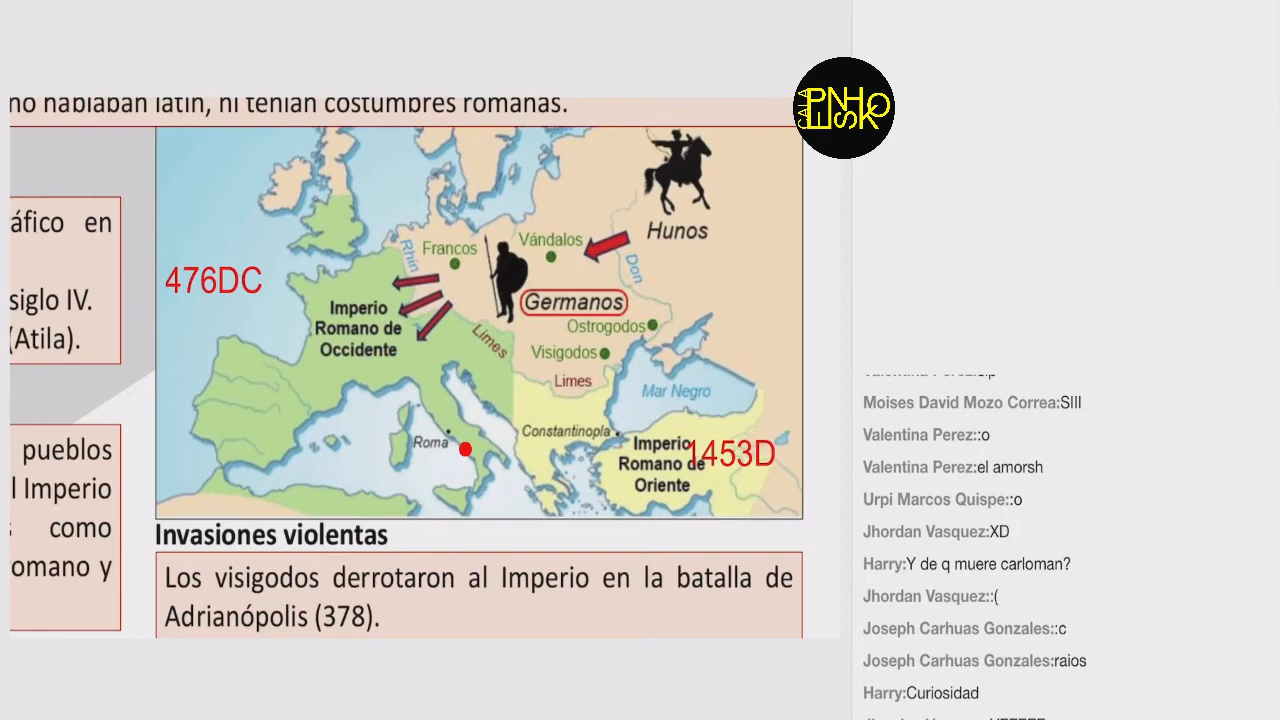 no hablaban latín, ni tenían costumbres romanas.
áfico en
siglo IV.
(Atila).
pueblos
l Imperio
como
omano y
476DC
Francos
Rhin
Vándalos
Hunos
Don
Germanos
Imperio
Romano de
Occidente
Limes
Ostrogodos
Visigodos
Limes
Mar Negro
Roma
Constantinopla
Imperio
Romano de
Oriente
1453D
Invasiones violentas
Los visigodos derrotaron al Imperio en la batalla de
Adrianópolis (378).
CALA
PENSHOK
Moises David Mozo Correa:SIII
Valentina Perez::o
Valentina Perez:el amorsh
Urpi Marcos Quispe::o
Jhordan Vasquez:XD
Harry:Y de q muere carloman?
Jhordan Vasquez::(
Joseph Carhuas Gonzales::c
Joseph Carhuas Gonzales:raios
Harry:Curiosidad